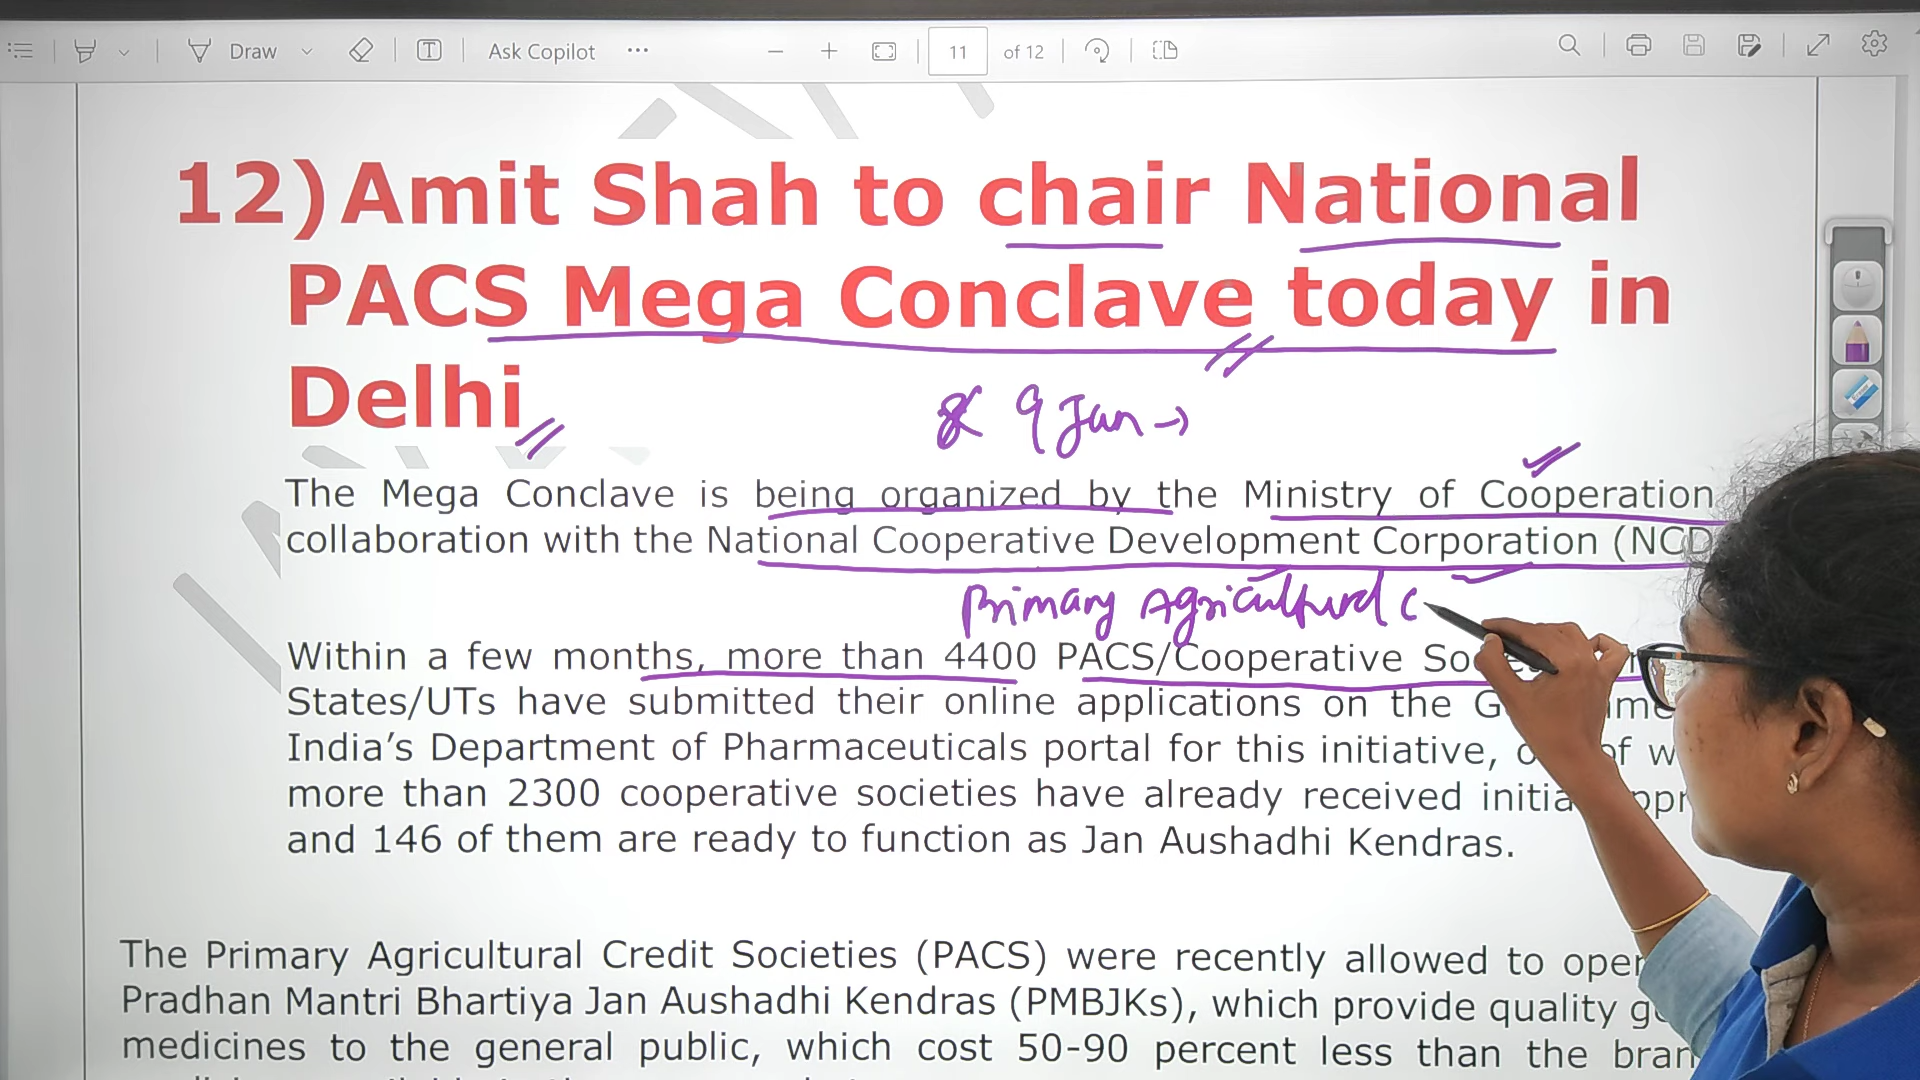 Draw
Ask Copilot
11 of 12
12) Amit Shah to chair National
PACS Mega Conclave today in
Delhi
9 Jan →
The Mega Conclave is being organized by the Ministry of Cooperation
collaboration with the National Cooperative Development Corporation (NCD
Primary Agricultural C
Within a few months, more than 4400 PACS/Cooperative
States/UTs have submitted their online applications on the
India's Department of Pharmaceuticals portal for this initiative, of
more than 2300 cooperative societies have already received
and 146 of them are ready to function as Jan Aushadhi Kendras.
The Primary Agricultural Credit Societies (PACS) were recently allowed to
Pradhan Mantri Bhartiya Jan Aushadhi Kendras (PMBJKs), which provide quality
medicines to the general public, which cost 50-90 percent less than the